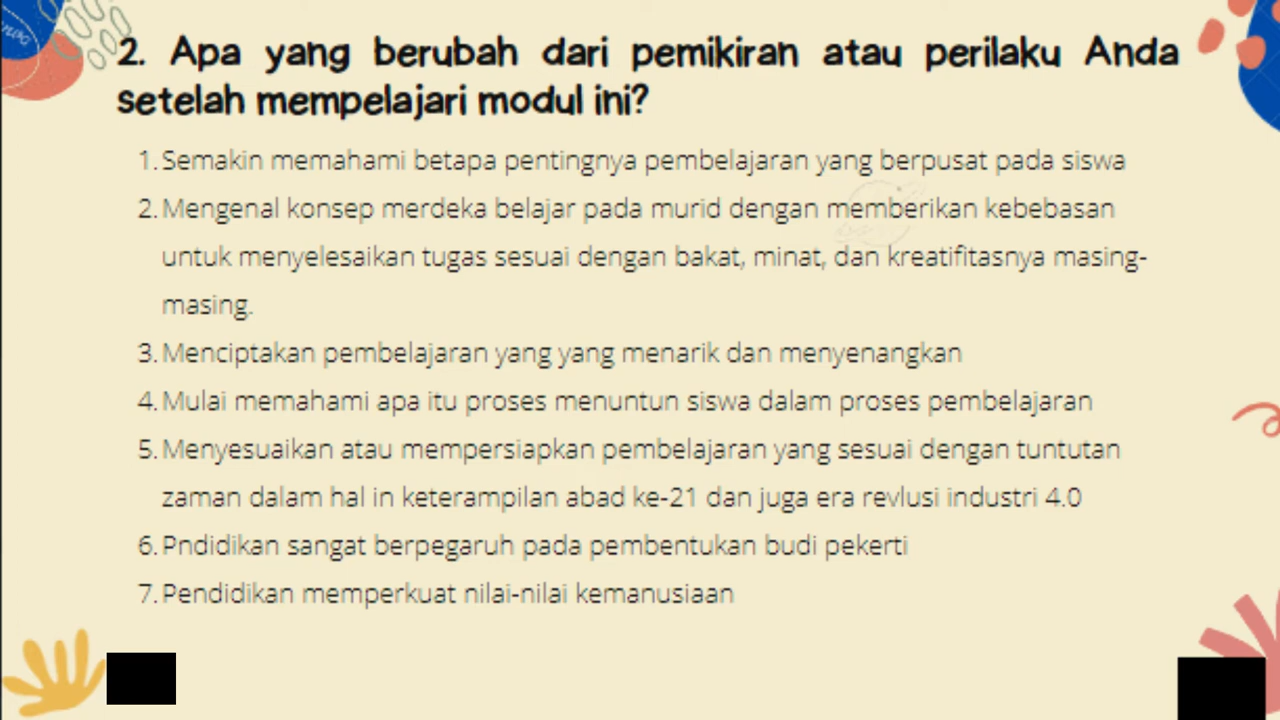 2. Apa yang berubah dari pemikiran atau perilaku Anda
setelah mempelajari modul ini?
1. Semakin memahami betapa pentingnya pembelajaran yang berpusat pada siswa
2. Mengenal konsep merdeka belajar pada murid dengan memberikan kebebasan
untuk menyelesaikan tugas sesuai dengan bakat, minat, dan kreatifitasnya masing-
masing.
3. Menciptakan pembelajaran yang yang menarik dan menyenangkan
4. Mulai memahami apa itu proses menuntun siswa dalam proses pembelajaran
5. Menyesuaikan atau mempersiapkan pembelajaran yang sesuai dengan tuntutan
zaman dalam hal in keterampilan abad ke-21 dan juga era revlusi industri 4.0
6. Pndidikan sangat berpegaruh pada pembentukan budi pekerti
7. Pendidikan memperkuat nilai-nilai kemanusiaan